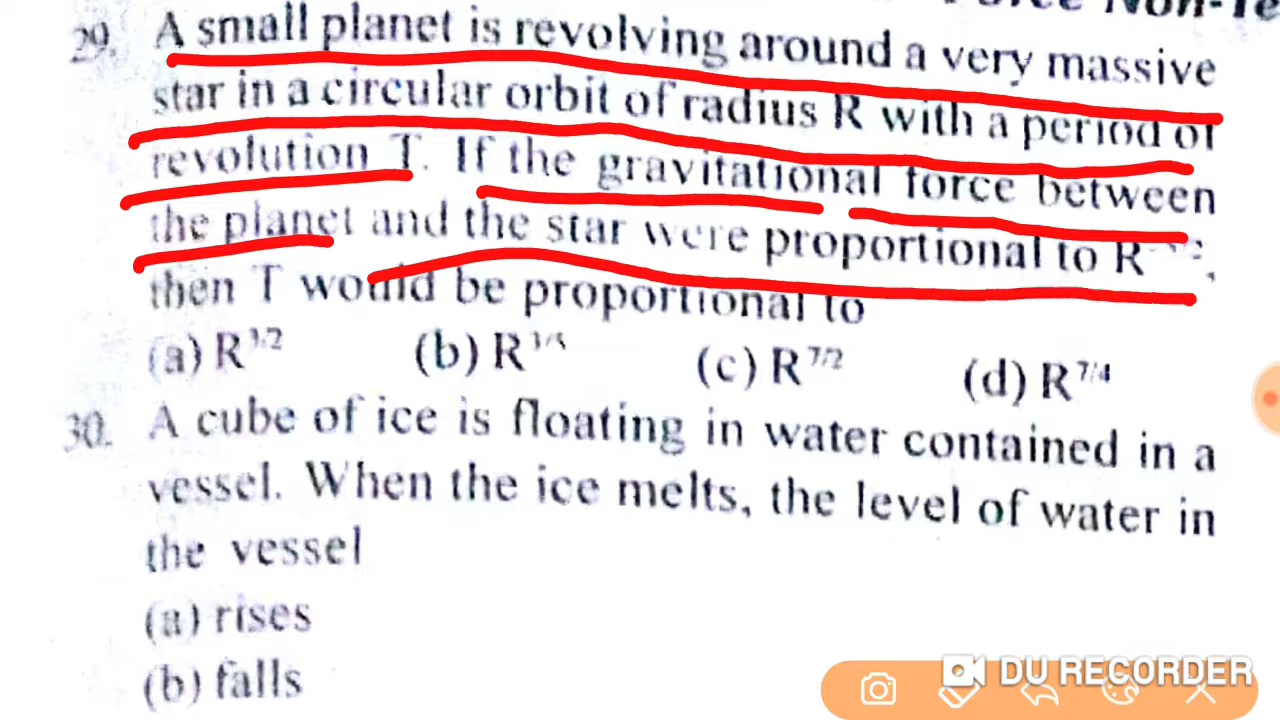 29. A small planet is revolving around a very massive
star in a circular orbit of radius R with a period of
revolution T. If the gravitational force between
the planet and the star were proportional to R
then T would be proportional to
(a) R³ᐟ² (b) R (c) R⁷ᐟ² (d) R⁷ᐟ⁴
30. A cube of ice is floating in water contained in a
vessel. When the ice melts, the level of water in
the vessel
(a) rises
(b) falls
DU RECORDER